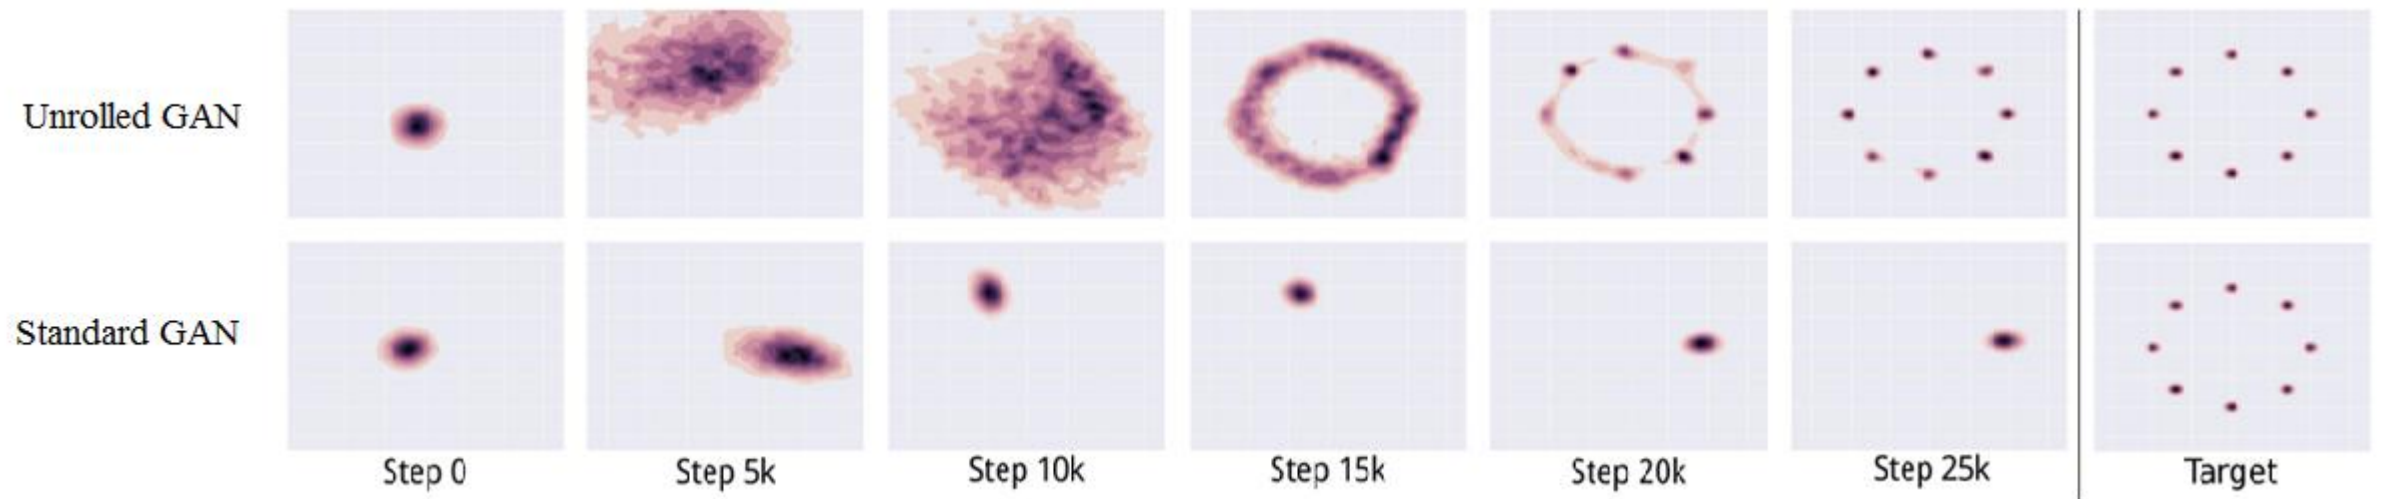 Unrolled GAN
Standard GAN
Step 0 Step 5k Step 10k Step 15k Step 20k Step 25k Target